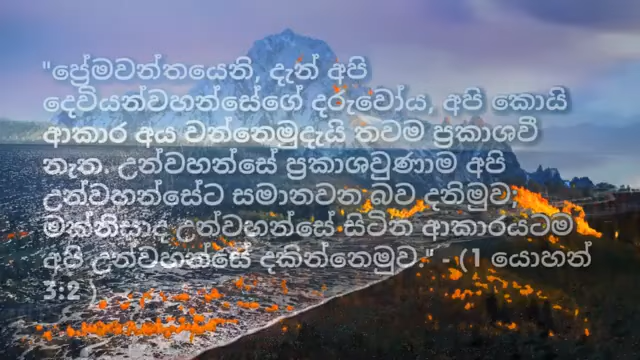 "ප්‍රේමවන්තයෙනි, දැන් අපි
දෙවියන්වහන්සේගේ දරුවෝය, අපි කොයි
ආකාර අය වන්නෙමුදැයි තවම ප්‍රකාශවී
නැත. උන්වහන්සේ ප්‍රකාශවුණාම අපි
උන්වහන්සේට සමානවන බව දනිමුව;
මක්නිසාද උන්වහන්සේ සිටින ආකාරයටම
අපි උන්වහන්සේ දකින්නෙමුව." - (1 යොහන්
3:2 )